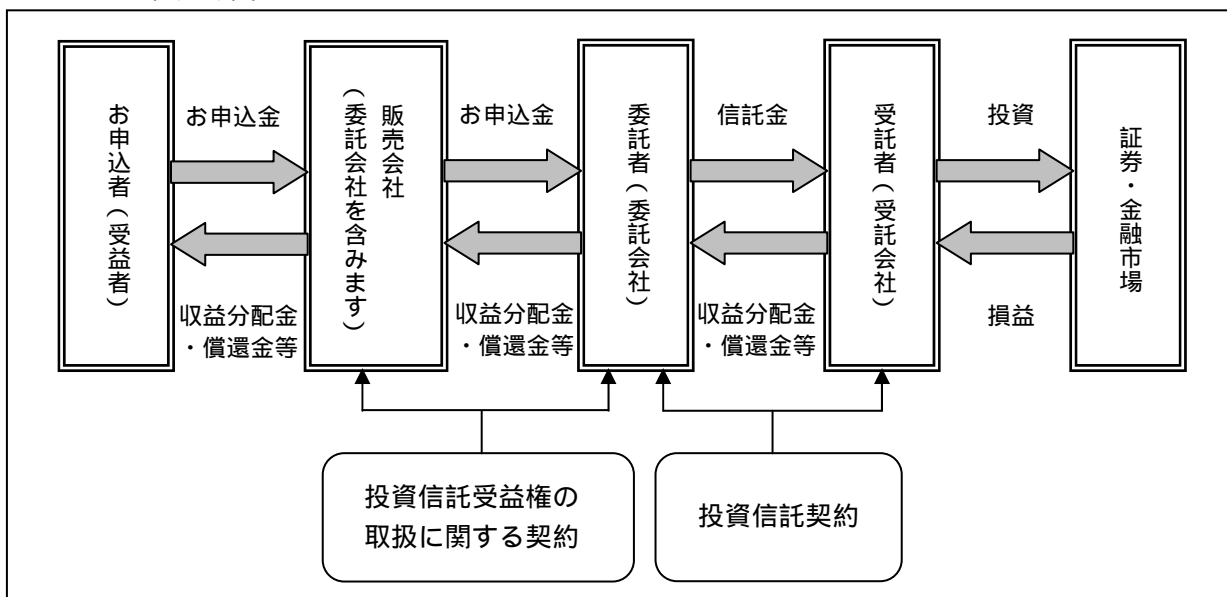 お申込者（受益者）
お申込金
収益分配金
・償還金等
販売会社
（委託会社を含みます）
お申込金
収益分配金
・償還金等
委託者（委託会社）
信託金
収益分配金
・償還金等
受託者（受託会社）
投資
損益
証券・金融市場
投資信託受益権の
取扱に関する契約
投資信託契約